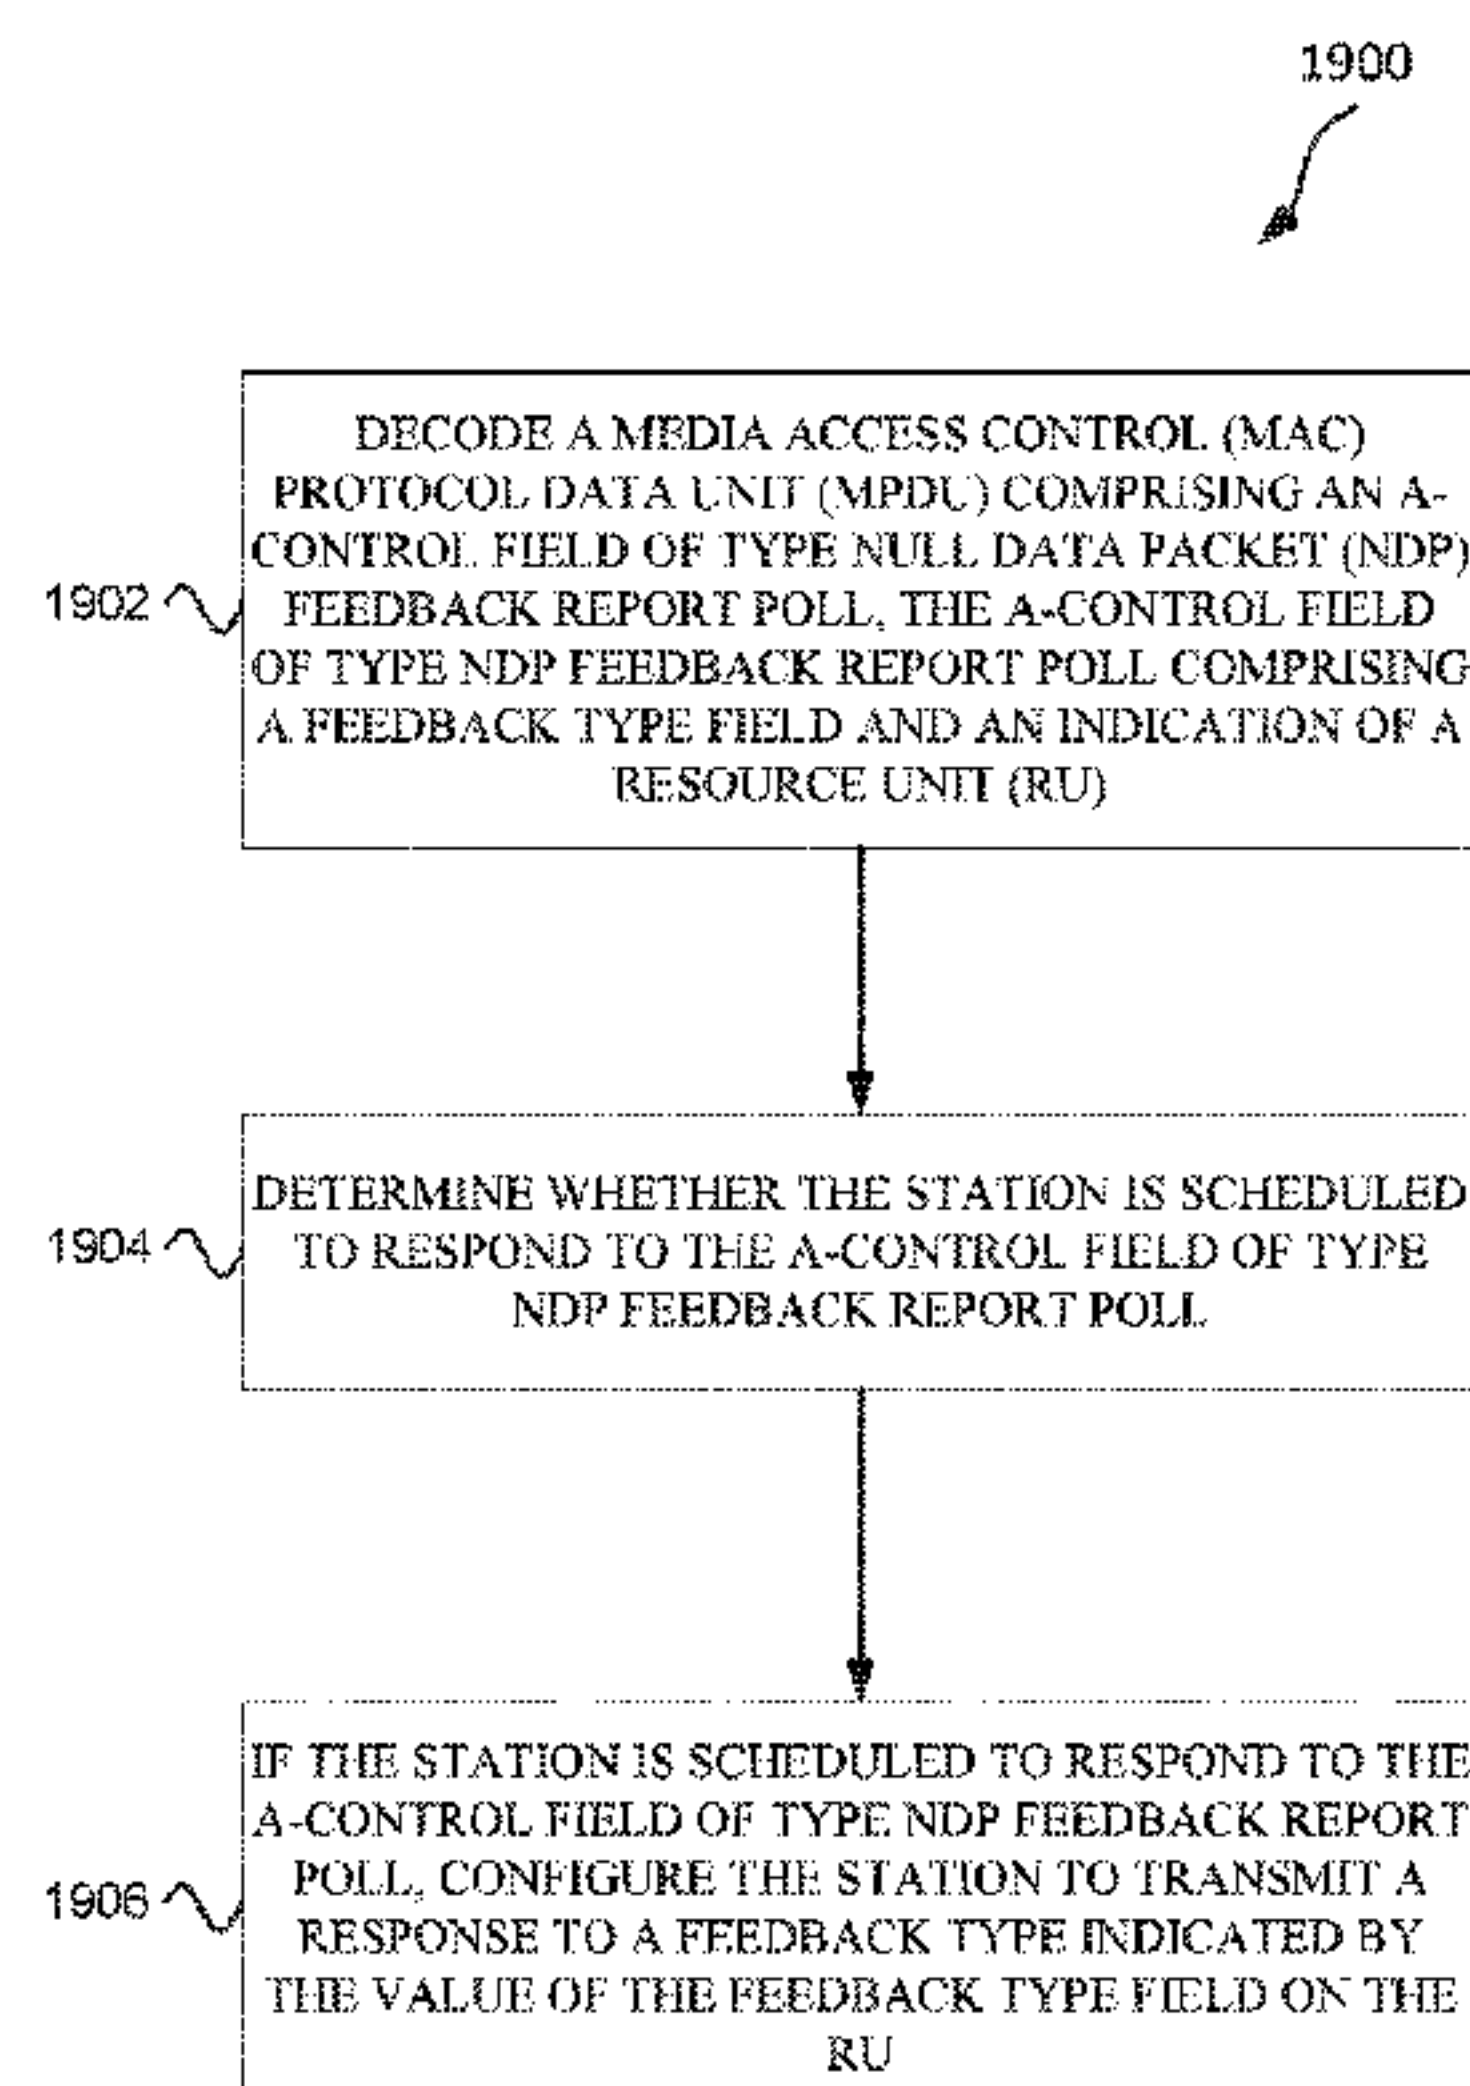 1900
DECODE A MEDIA ACCESS CONTROL (MAC)
PROTOCOL DATA UNIT (MPDU) COMPRISING AN A-
CONTROL FIELD OF TYPE NULL DATA PACKET (NDP)
FEEDBACK REPORT POLL, THE A-CONTROL FIELD
OF TYPE NDP FEEDBACK REPORT POLL COMPRISING
A FEEDBACK TYPE FIELD AND AN INDICATION OF A
RESOURCE UNIT (RU)
1902
DETERMINE WHETHER THE STATION IS SCHEDULED
TO RESPOND TO THE A-CONTROL FIELD OF TYPE
NDP FEEDBACK REPORT POLL
1904
IF THE STATION IS SCHEDULED TO RESPOND TO THE
A-CONTROL FIELD OF TYPE NDP FEEDBACK REPORT
POLL, CONFIGURE THE STATION TO TRANSMIT A
RESPONSE TO A FEEDBACK TYPE INDICATED BY
THE VALUE OF THE FEEDBACK TYPE FIELD ON THE
RU
1906